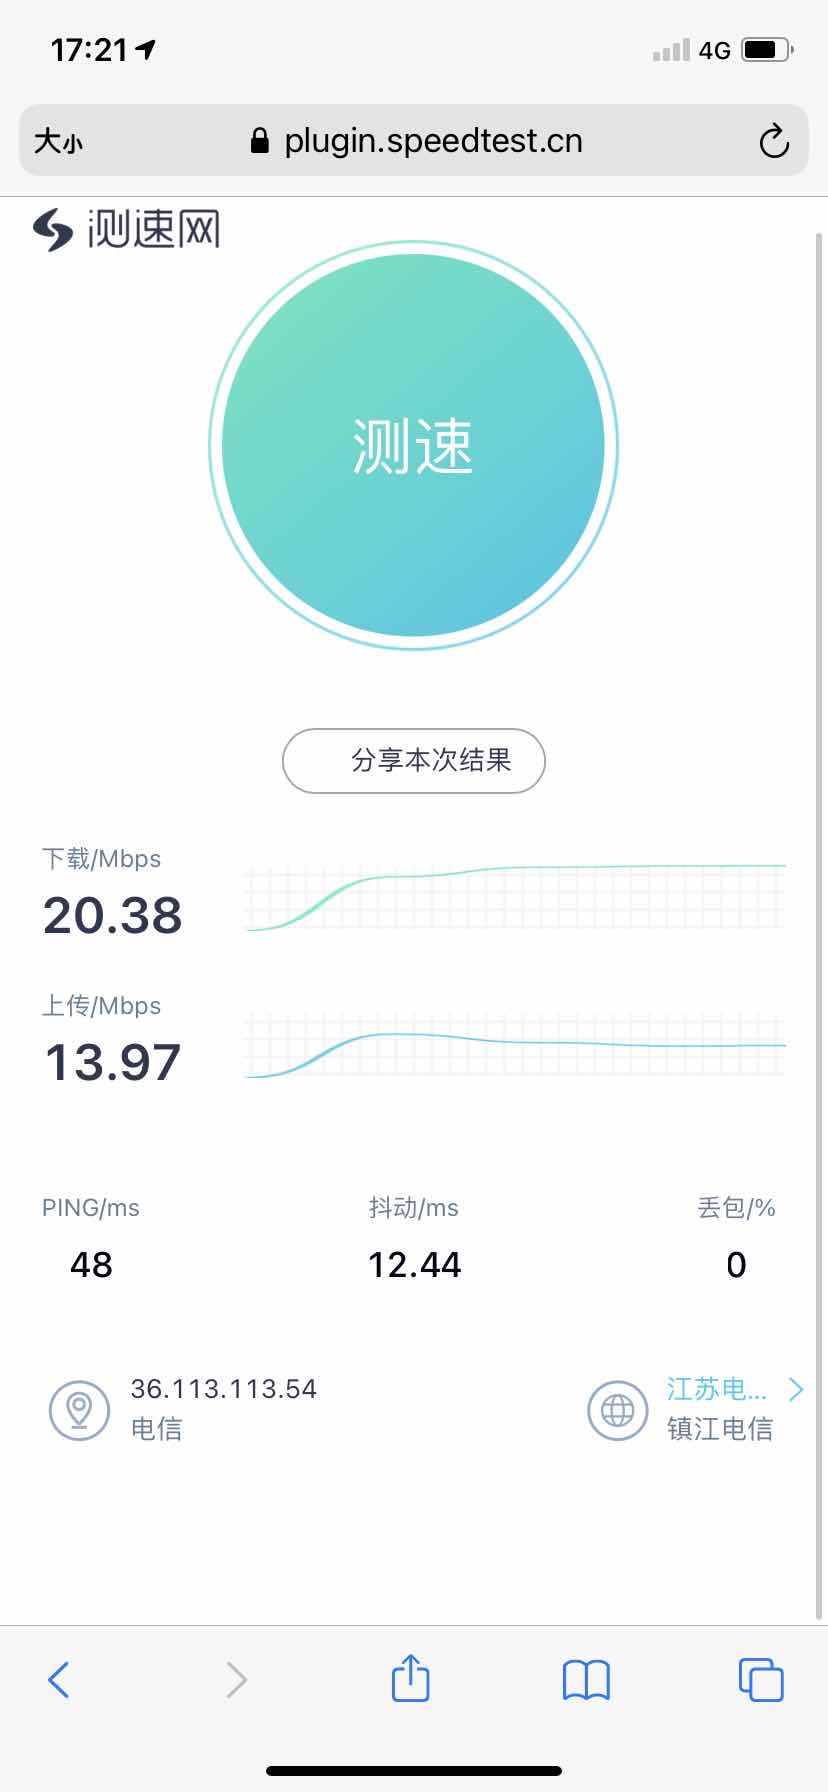 17:21
4G
大小
plugin.speedtest.cn
测速网
测速
分享本次结果
下载/Mbps
20.38
上传/Mbps
13.97
PING/ms
抖动/ms
丢包/%
48
12.44
0
36.113.113.54
电信
江苏电...
镇江电信